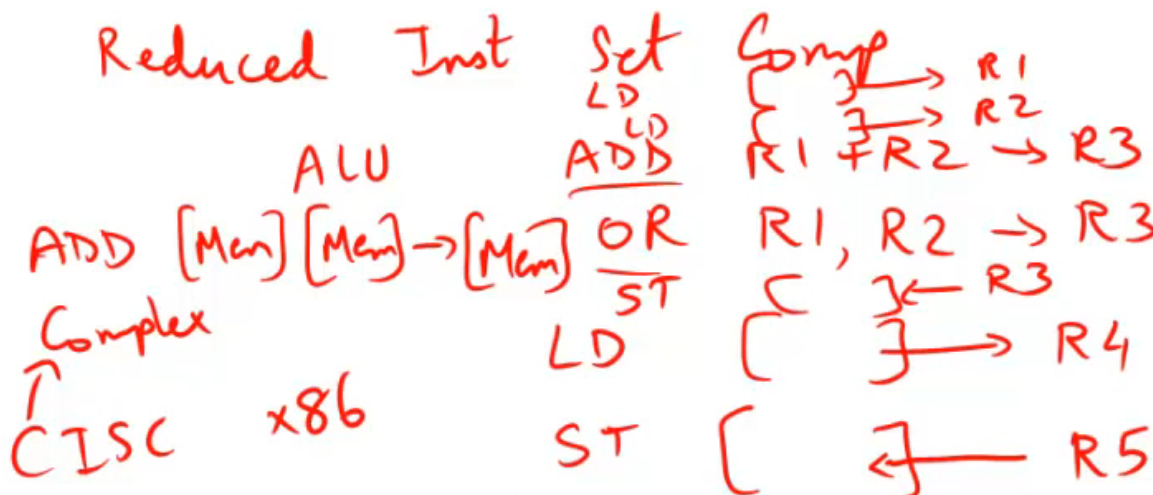 Reduced Inst Set Comp
LD [ ] → R1
LD [ ] → R2
ALU
ADD R1 + R2 → R3
ADD [Mem] [Mem] → [Mem]
OR R1, R2 → R3
ST [ ] ← R3
Complex
LD [ ] → R4
CISC x86
ST [ ] ← R5